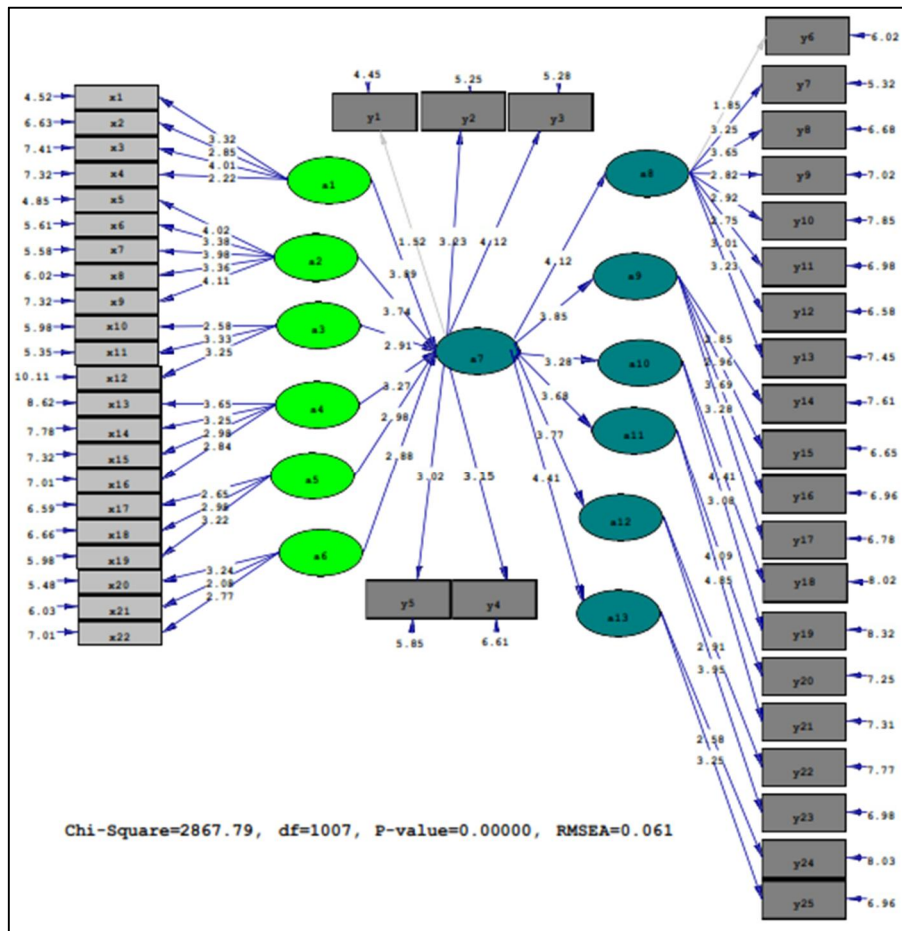 4.52 x1
6.63 x2
7.41 x3
7.32 x4
4.85 x5
5.61 x6
5.58 x7
6.02 x8
7.32 x9
5.98 x10
5.35 x11
10.11 x12
8.62 x13
7.78 x14
7.32 x15
7.01 x16
6.59 x17
6.66 x18
5.98 x19
5.48 x20
6.03 x21
7.01 x22
3.32
2.85
4.01
2.22
4.02
3.38
3.98
3.36
4.11
2.58
3.33
3.25
3.65
3.25
2.98
2.84
2.65
2.98
3.22
3.24
2.08
2.77
a1
a2
a3
a4
a5
a6
3.89
3.74
2.91
3.27
2.98
2.88
4.45 5.25 5.28
y1 y2 y3
1.52 3.23 4.12
a7
3.02 3.15
y5 y4
5.85 6.61
4.12
3.85
3.28
3.68
3.77
4.41
a8
a9
a10
a11
a12
a13
1.85
3.25
3.65
2.82
2.92
2.75
3.01
3.23
2.85
2.96
3.69
3.28
4.41
3.08
4.09
4.85
2.91
3.95
2.58
3.25
y6 6.02
y7 5.32
y8 6.68
y9 7.02
y10 7.85
y11 6.98
y12 6.58
y13 7.45
y14 7.61
y15 6.65
y16 6.96
y17 6.78
y18 8.02
y19 8.32
y20 7.25
y21 7.31
y22 7.77
y23 6.98
y24 8.03
y25 6.96
Chi-Square=2867.79, df=1007, P-value=0.00000, RMSEA=0.061